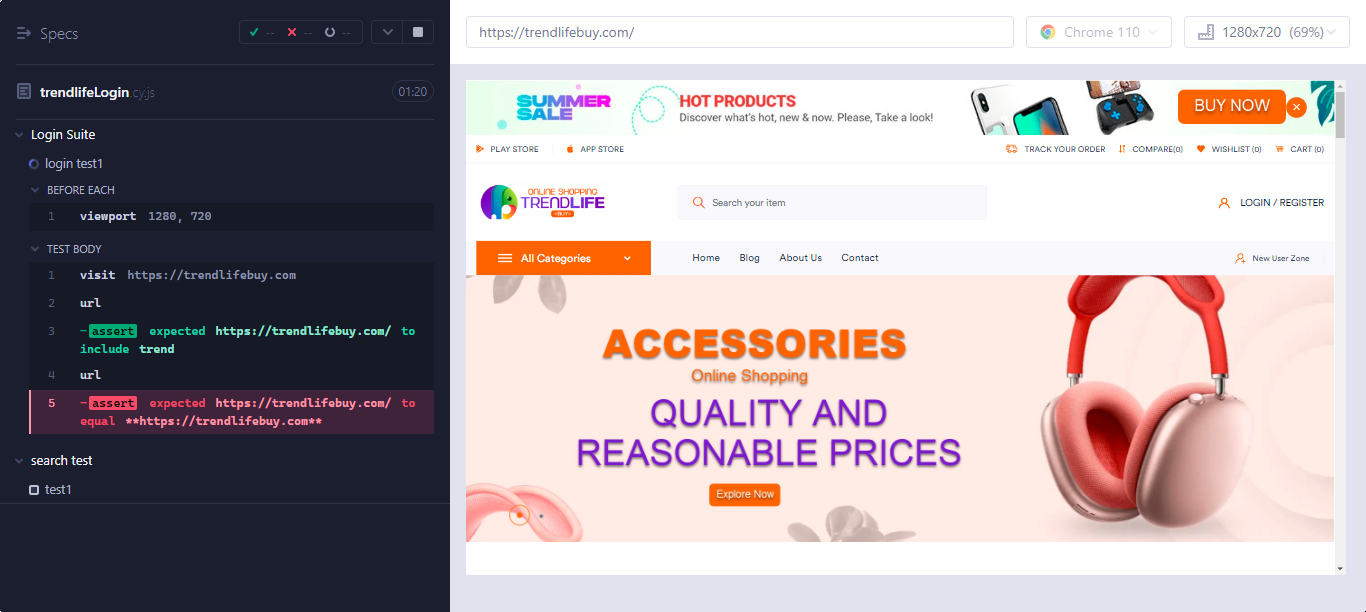 Specs
-- -- --
trendlifeLogin.cy.js
01:20
Login Suite
login test1
BEFORE EACH
1 viewport 1280, 720
TEST BODY
1 visit https://trendlifebuy.com
2 url
3 -assert expected https://trendlifebuy.com/ to
include trend
4 url
5 -assert expected https://trendlifebuy.com/ to
equal **https://trendlifebuy.com**
search test
test1
https://trendlifebuy.com/
Chrome 110
1280x720 (69%)
SUMMER
SALE
HOT PRODUCTS
Discover what's hot, new & now. Please, Take a look!
BUY NOW
PLAY STORE
APP STORE
TRACK YOUR ORDER
COMPARE(0)
WISHLIST (0)
CART (0)
ONLINE SHOPPING
TRENDLIFE
BUY
Search your item
LOGIN / REGISTER
All Categories
Home
Blog
About Us
Contact
New User Zone
ACCESSORIES
Online Shopping
QUALITY AND
REASONABLE PRICES
Explore Now